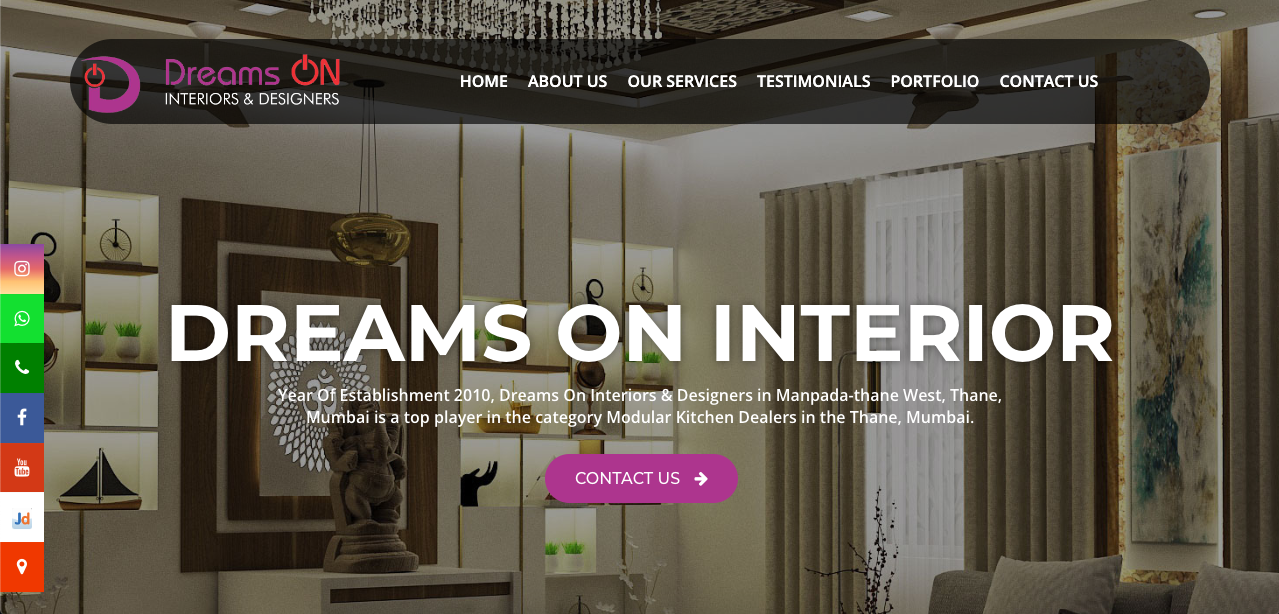 Dreams ON
INTERIORS & DESIGNERS
HOME ABOUT US OUR SERVICES TESTIMONIALS PORTFOLIO CONTACT US
DREAMS ON INTERIOR
Year Of Establishment 2010, Dreams On Interiors & Designers in Manpada-thane West, Thane,
Mumbai is a top player in the category Modular Kitchen Dealers in the Thane, Mumbai.
CONTACT US
You
Tube
Jd